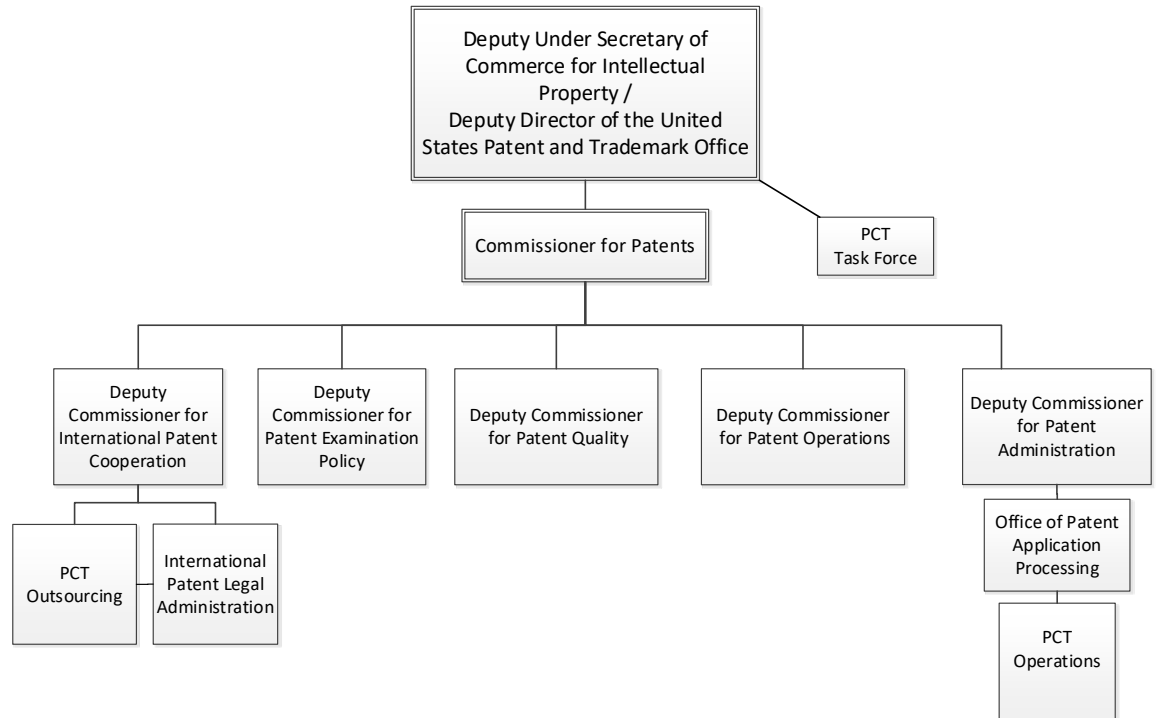 Deputy Under Secretary of
Commerce for Intellectual
Property /
Deputy Director of the United
States Patent and Trademark Office
Commissioner for Patents
PCT
Task Force
Deputy
Commissioner for
International Patent
Cooperation
Deputy
Commissioner for
Patent Examination
Policy
Deputy Commissioner
for Patent Quality
Deputy Commissioner
for Patent Operations
Deputy Commissioner
for Patent
Administration
PCT
Outsourcing
International
Patent Legal
Administration
Office of Patent
Application
Processing
PCT
Operations